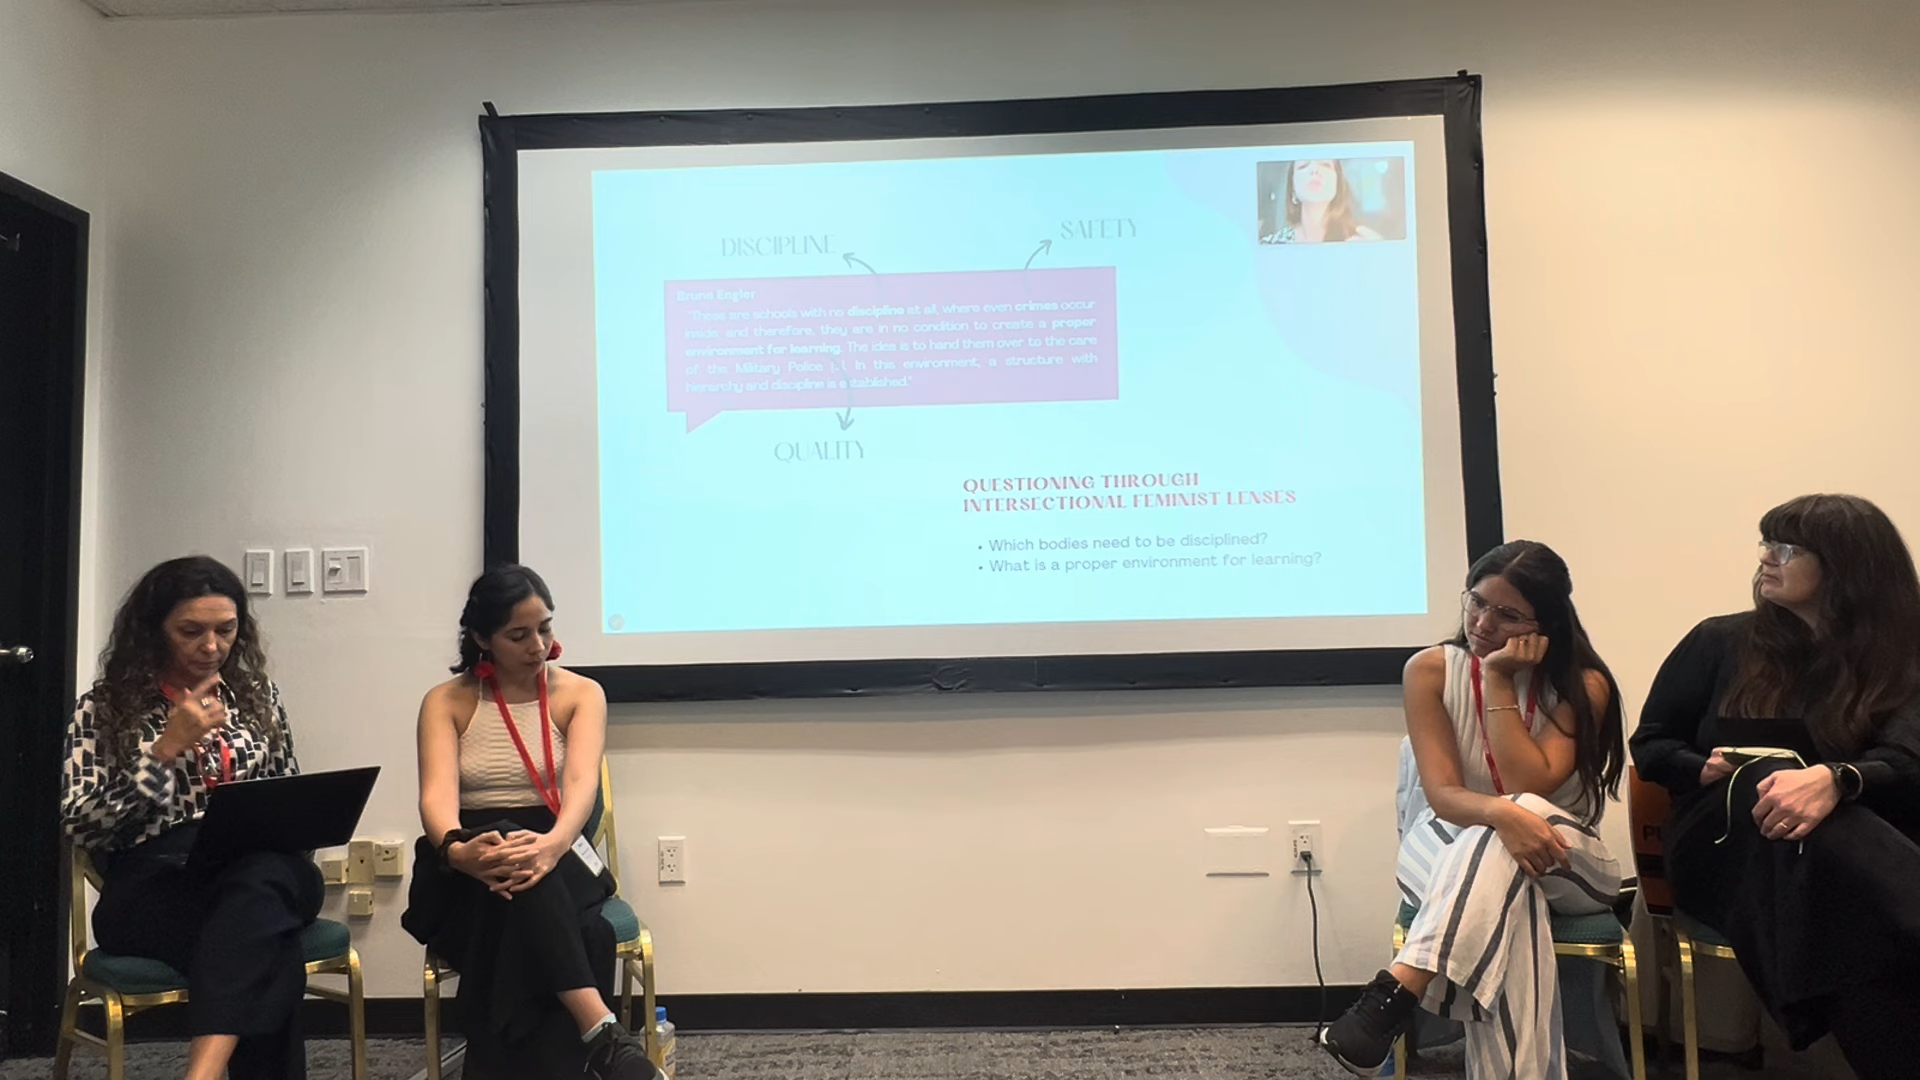 DISCIPLINE
SAFETY
Bruno Engler
"These are schools with no discipline at all, where even crimes occur
inside and therefore, they are in no condition to create a proper
environment for learning. The idea is to hand them over to the care
of the Military Police [...]. In this environment, a structure with
hierarchy and discipline is established."
QUALITY
QUESTIONING THROUGH
INTERSECTIONAL FEMINIST LENSES
• Which bodies need to be disciplined?
• What is a proper environment for learning?